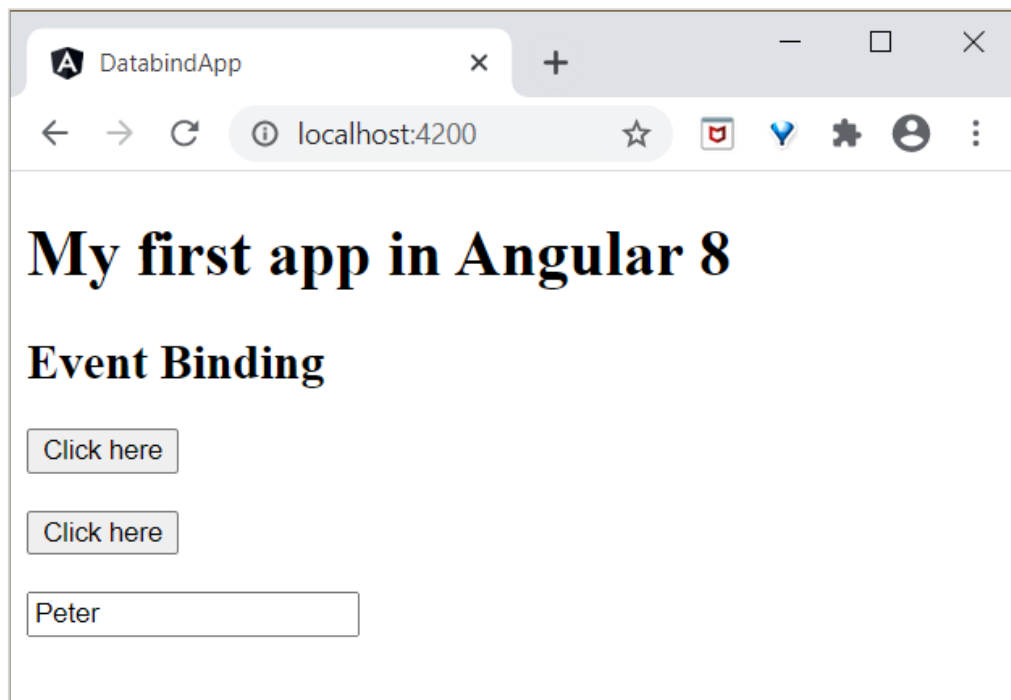 DatabindApp
localhost:4200
My first app in Angular 8
Event Binding
Click here
Click here
Peter